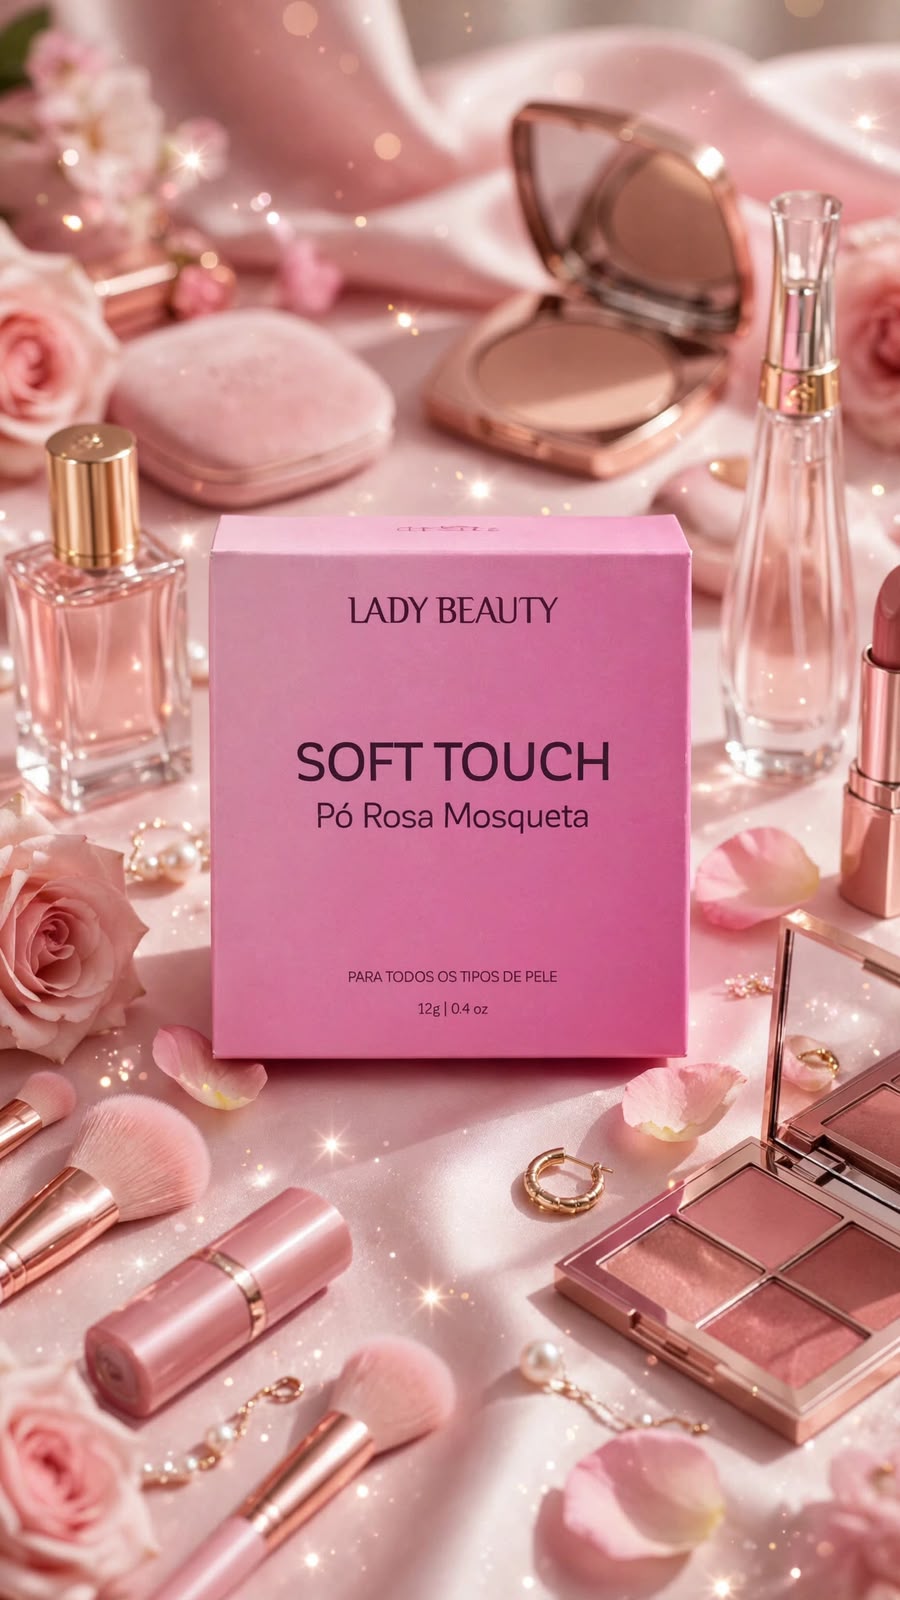 LADY BEAUTY
SOFT TOUCH
Pó Rosa Mosqueta
PARA TODOS OS TIPOS DE PELE
12g | 0.4 oz